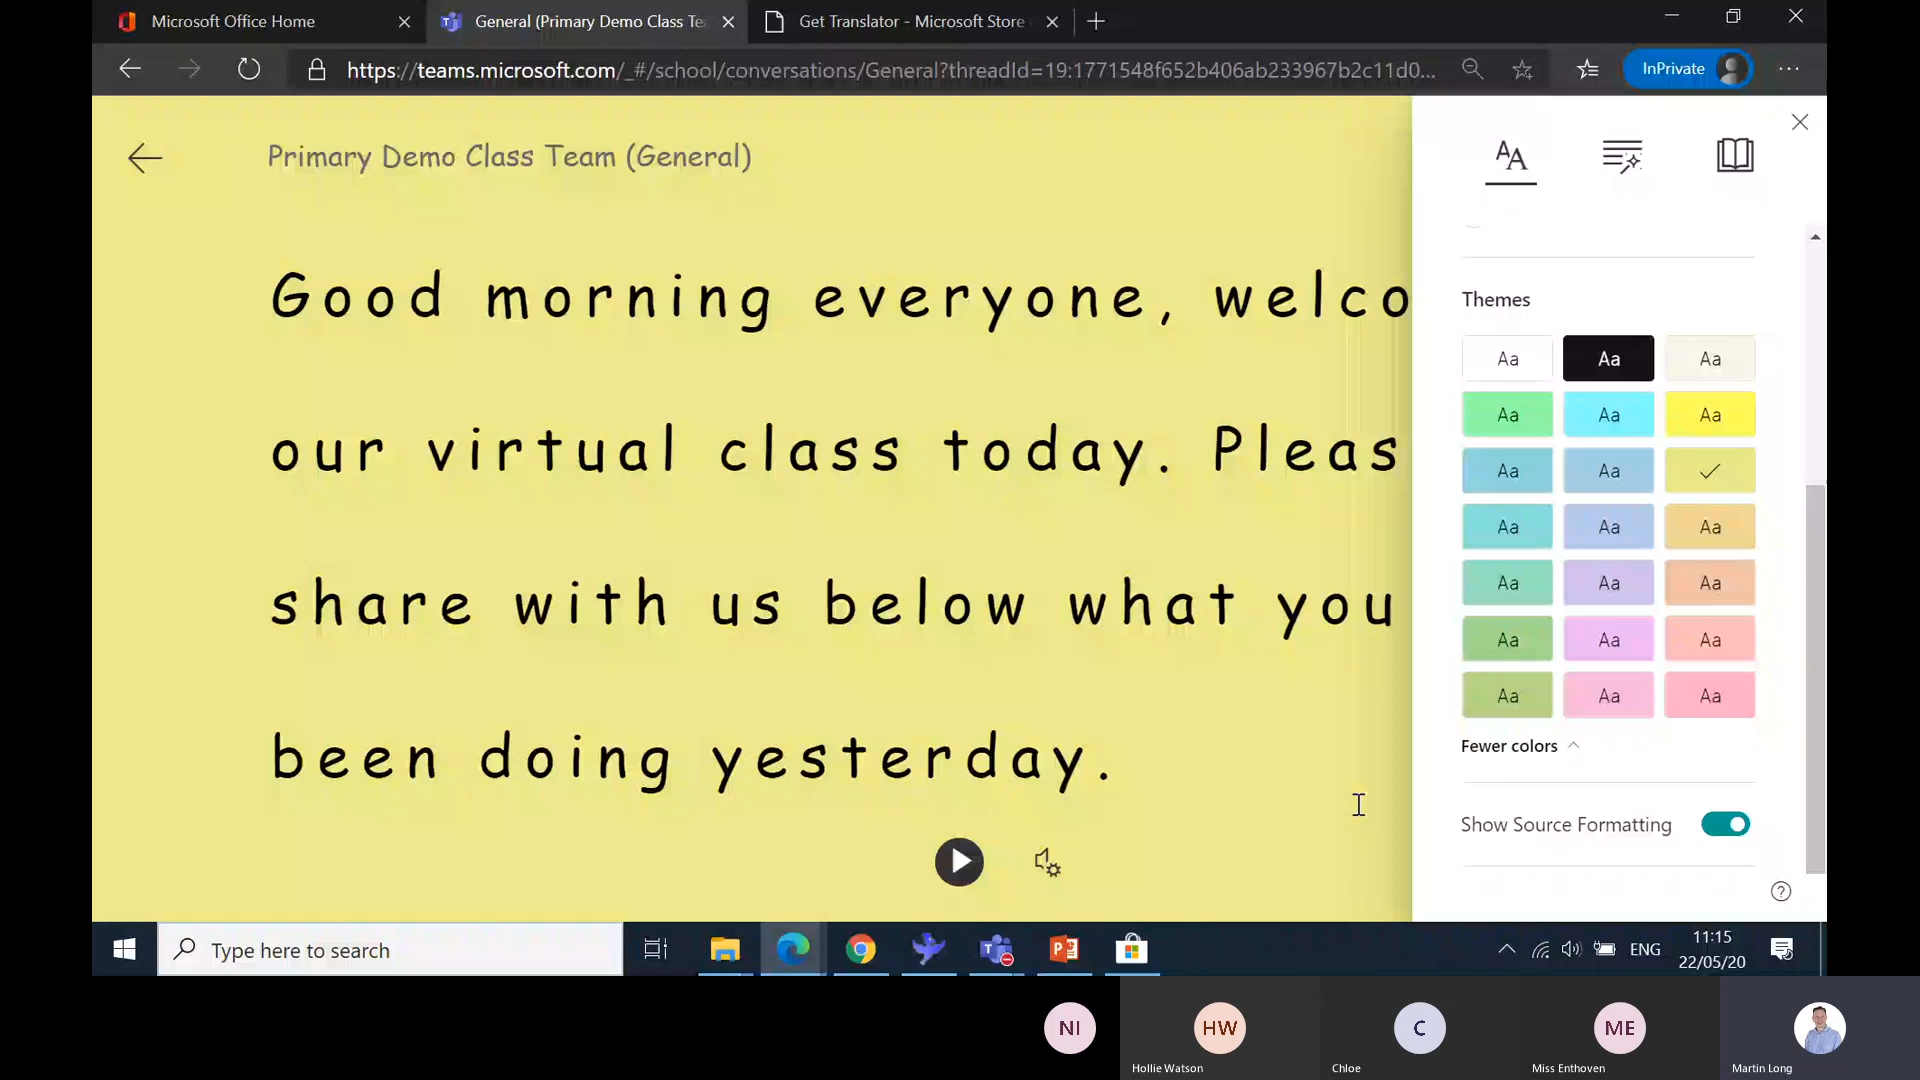 Microsoft Office Home
General (Primary Demo Class Te
Get Translator - Microsoft Store
https://teams.microsoft.com/_#/school/conversations/General?threadId=19:1771548f652b406ab233967b2c11d0...
InPrivate
Primary Demo Class Team (General)
Good morning everyone, welco
our virtual class today. Pleas
share with us below what you
been doing yesterday.
Themes
Aa Aa Aa
Aa Aa Aa
Aa Aa
Aa Aa Aa
Aa Aa Aa
Aa Aa Aa
Aa Aa Aa
Fewer colors
Show Source Formatting
Type here to search
ENG
11:15
22/05/20
NI
HW
Hollie Watson
C
Chloe
ME
Miss Enthoven
Martin Long